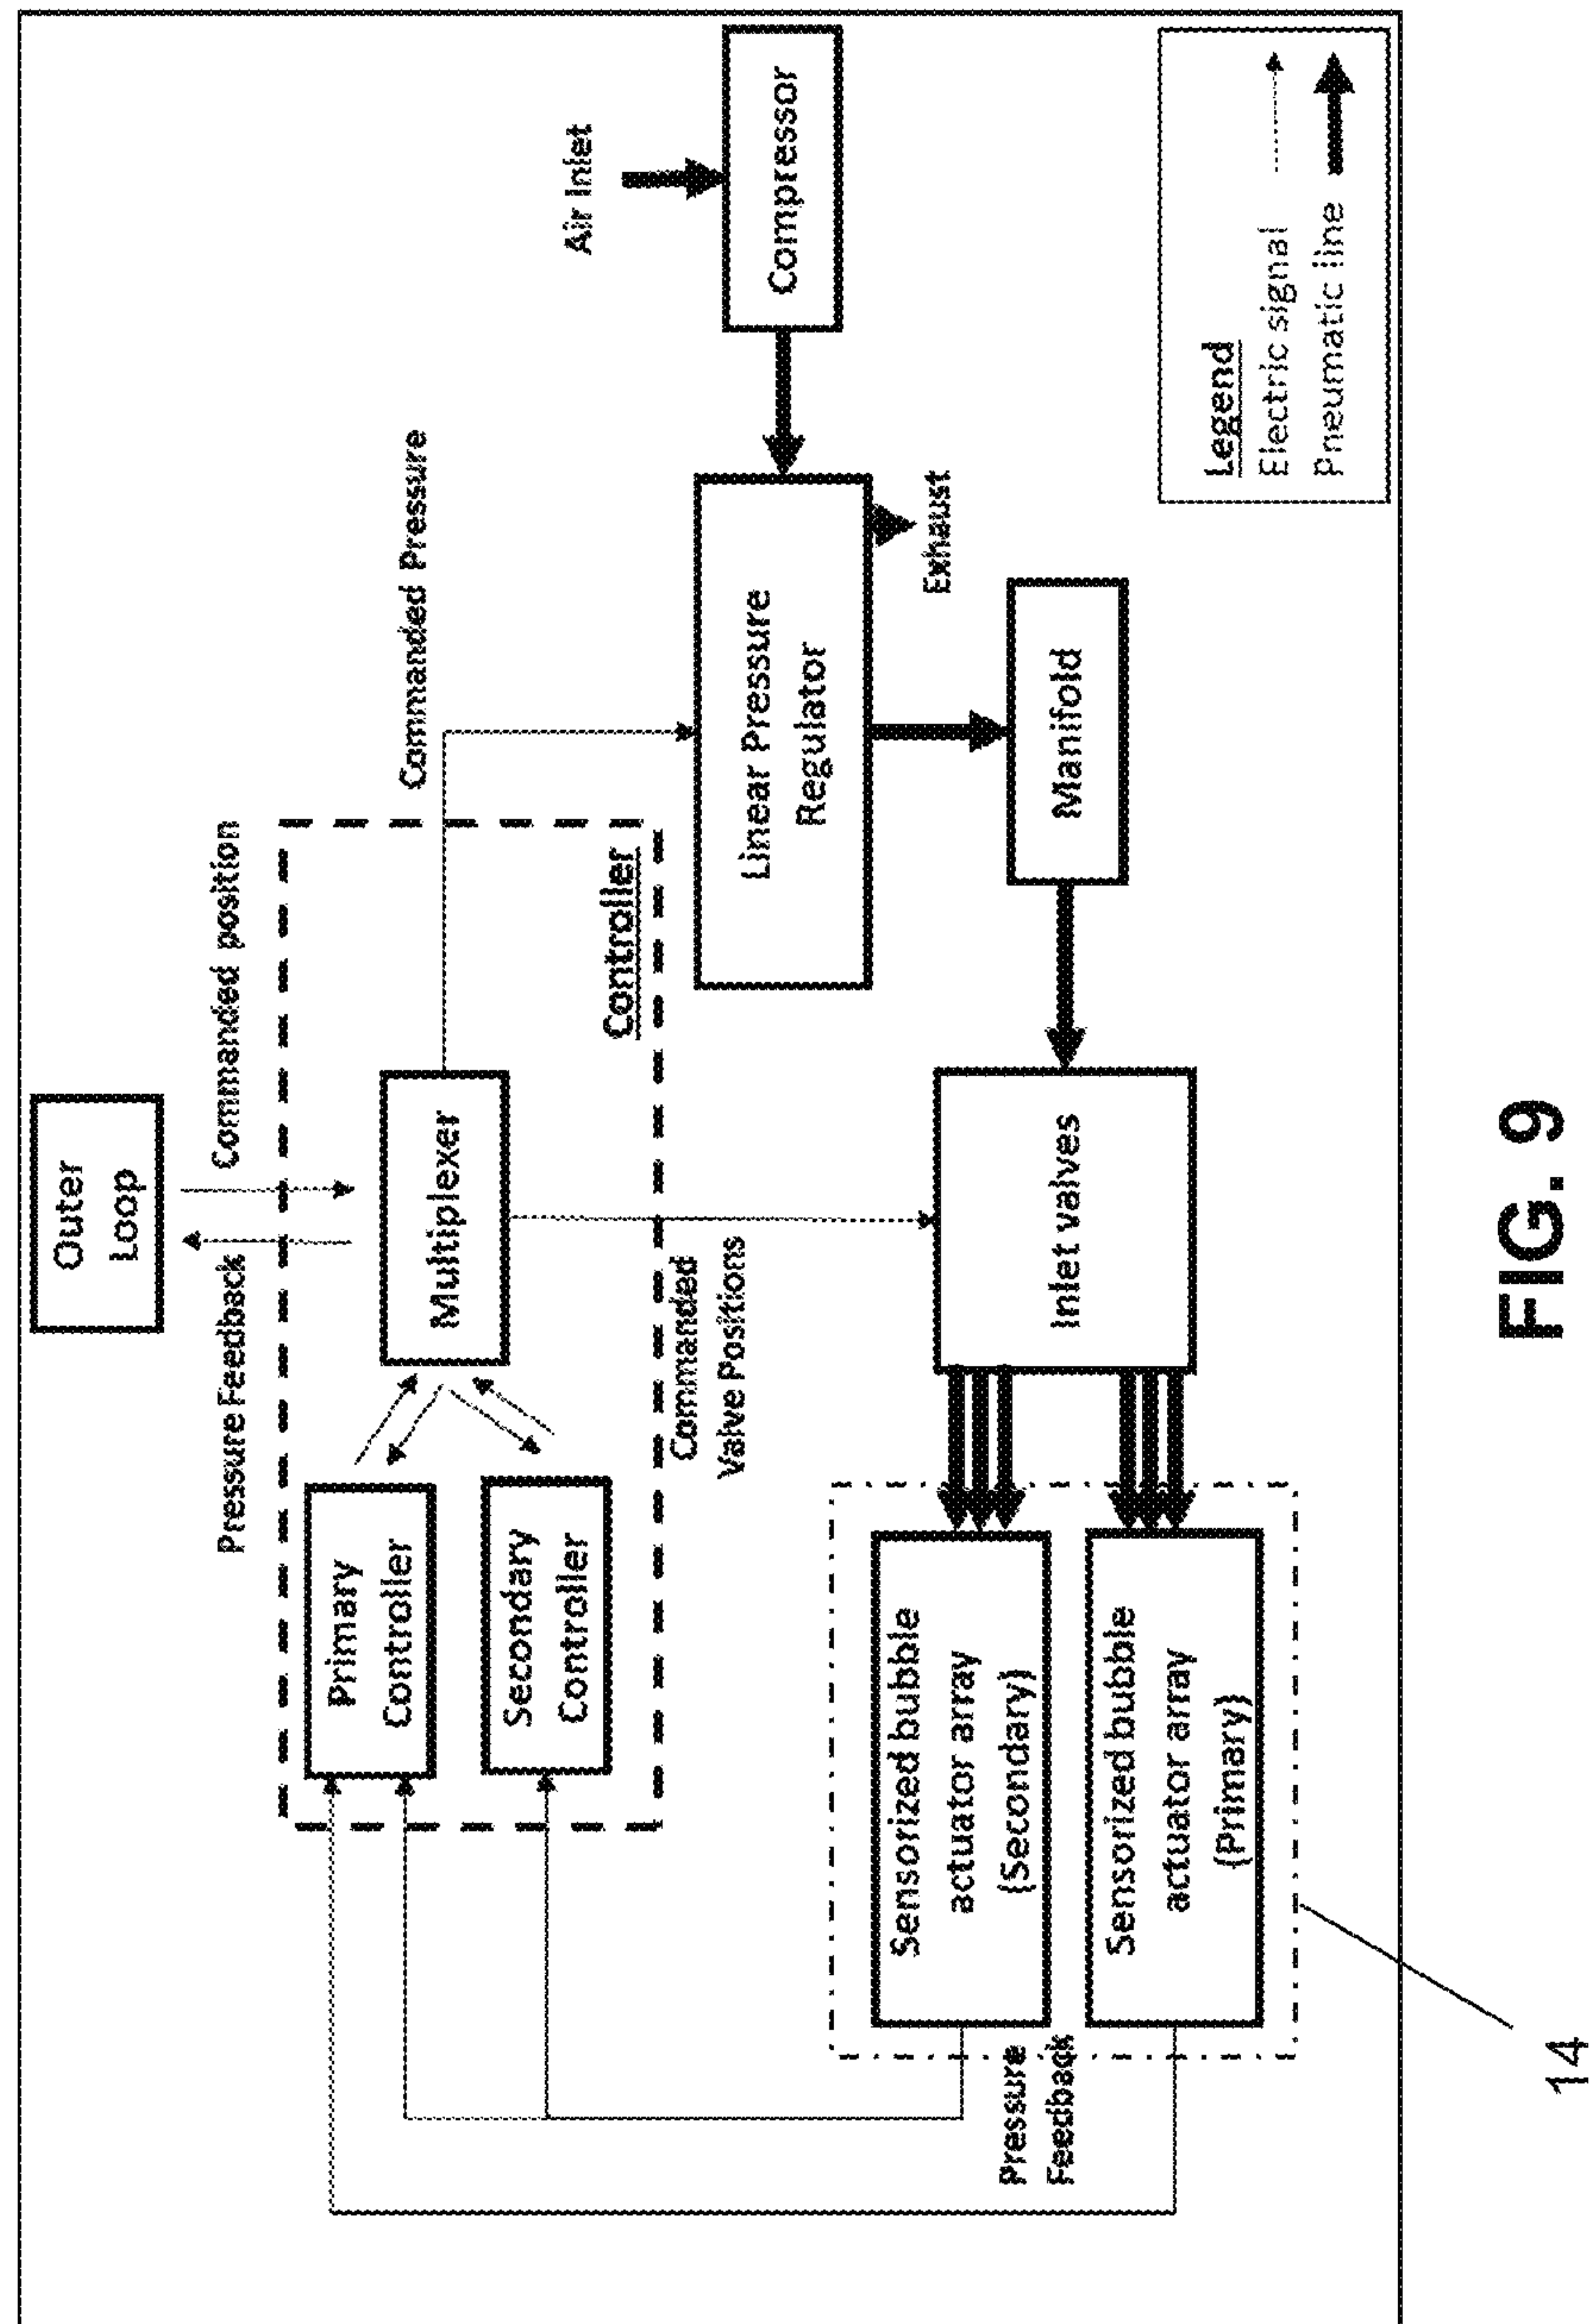 Outer
Loop
Pressure Feedback
Commanded position
Primary
Controller
Secondary
Controller
Multiplexer
Controller
Commanded Pressure
Commanded
Valve Positions
Air Inlet
Compressor
Linear Pressure
Regulator
Exhaust
Manifold
Inlet valves
Sensorized bubble
actuator array
(Secondary)
Sensorized bubble
actuator array
(Primary)
Pressure
Feedback
Legend
Electric signal
Pneumatic line
14
FIG. 9